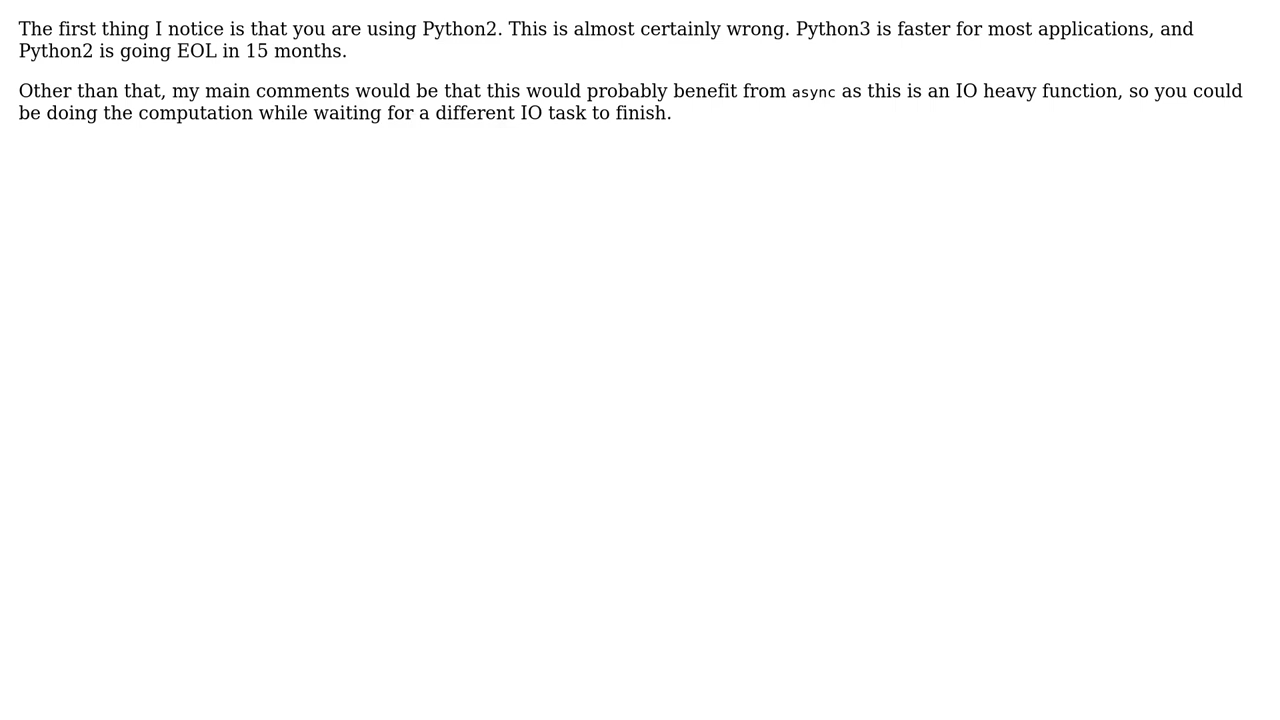 The first thing I notice is that you are using Python2. This is almost certainly wrong. Python3 is faster for most applications, and
Python2 is going EOL in 15 months.
Other than that, my main comments would be that this would probably benefit from async as this is an IO heavy function, so you could
be doing the computation while waiting for a different IO task to finish.